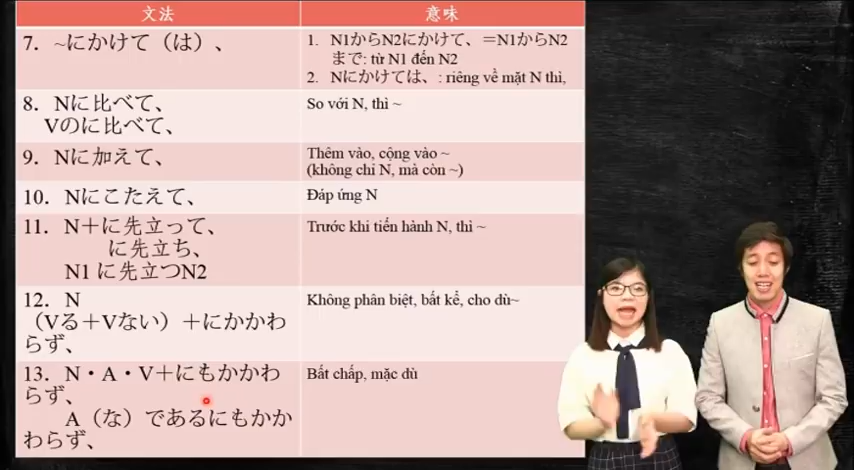 文法
意味
7．~にかけて（は）、
1. N1からN2にかけて、＝N1からN2
まで: từ N1 đến N2
2. Nにかけては、: riêng về mặt N thì,
8．Nに比べて、
Vのに比べて、
So với N, thì ~
9．Nに加えて、
Thêm vào, cộng vào ~
(không chỉ N, mà còn ~)
10．Nにこたえて、
Đáp ứng N
11．N＋に先立って、
に先立ち、
N1 に先立つN2
Trước khi tiến hành N, thì ~
12．N
（Vる＋Vない）＋にかかわ
らず、
Không phân biệt, bất kể, cho dù~
13．N・A・V＋にもかかわ
らず、
A（な）であるにもかか
わらず、
Bất chấp, mặc dù